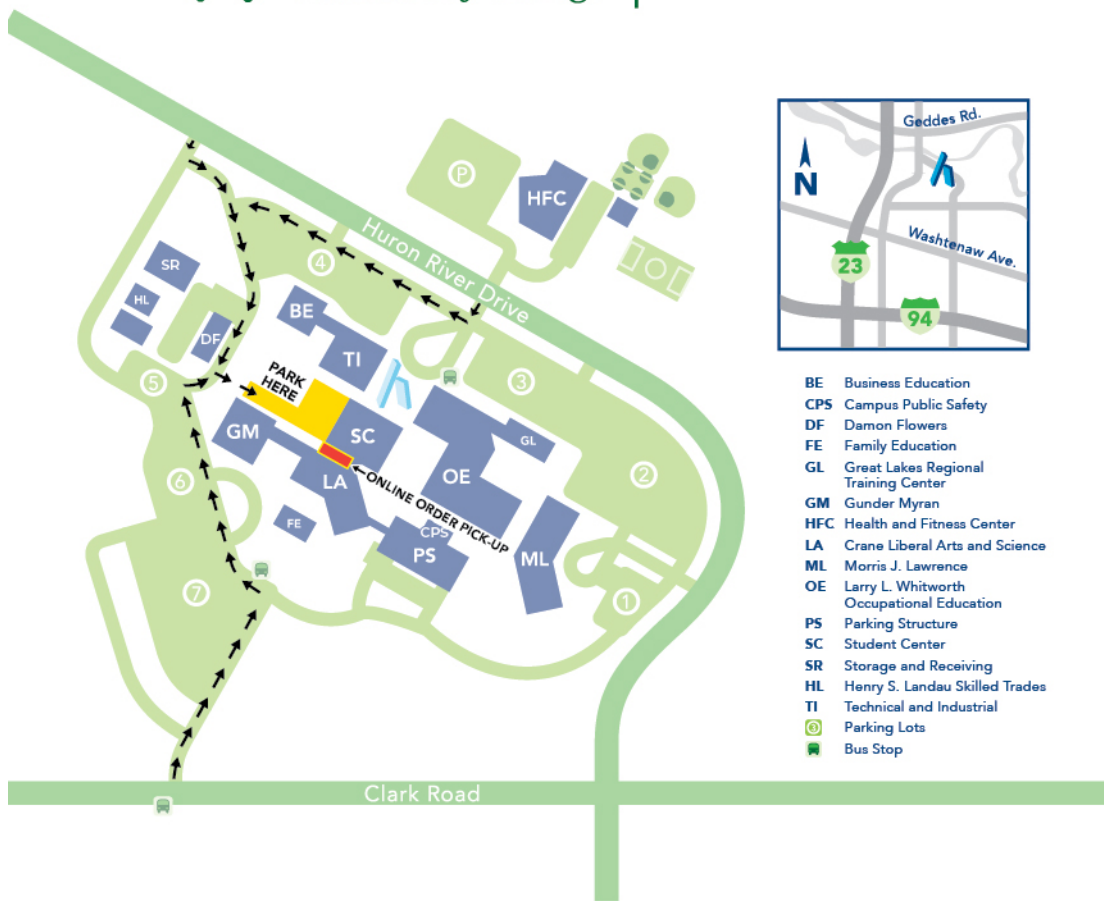 P
HFC
Huron River Drive
4
SR
HL
DF
BE
TI
3
5
PARK
HERE
GM
SC
GL
2
OE
LA
ONLINE ORDER PICK-UP
6
FE
CPS
PS
ML
7
1
Clark Road
Geddes Rd.
N
Washtenaw Ave.
23
94
BE Business Education
CPS Campus Public Safety
DF Damon Flowers
FE Family Education
GL Great Lakes Regional
Training Center
GM Gunder Myran
HFC Health and Fitness Center
LA Crane Liberal Arts and Science
ML Morris J. Lawrence
OE Larry L. Whitworth
Occupational Education
PS Parking Structure
SC Student Center
SR Storage and Receiving
HL Henry S. Landau Skilled Trades
TI Technical and Industrial
3 Parking Lots
Bus Stop